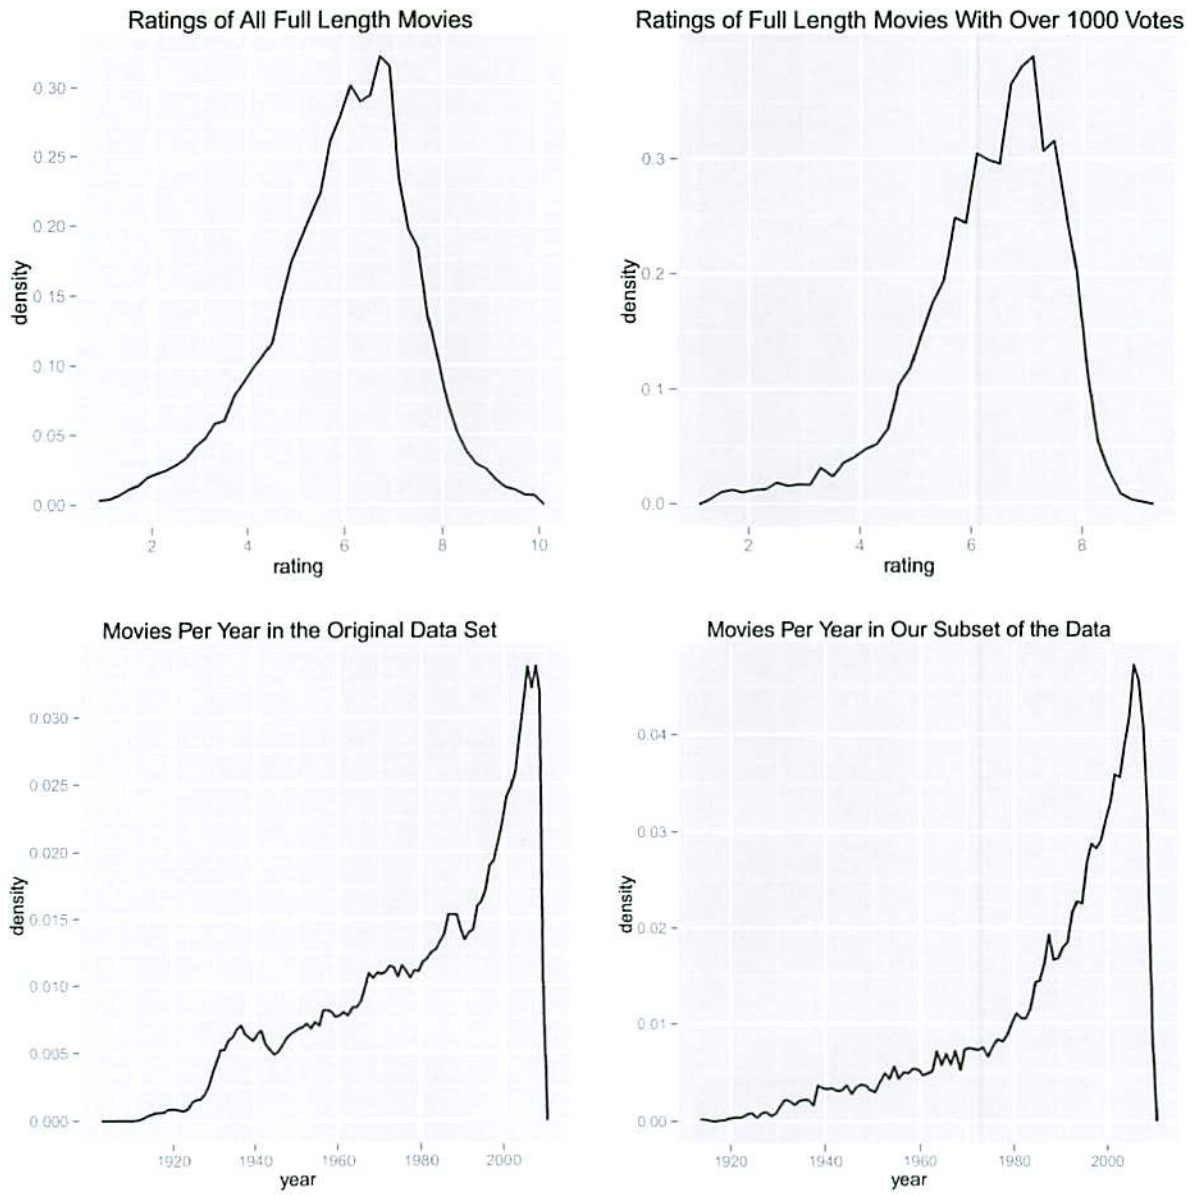 Ratings of All Full Length Movies
0.30
0.25
0.20
0.15
0.10
0.05
0.00
density
2 4 6 8 10
rating
Ratings of Full Length Movies With Over 1000 Votes
0.3
0.2
0.1
0.0
density
2 4 6 8
rating
Movies Per Year in the Original Data Set
0.030
0.025
0.020
0.015
0.010
0.005
0.000
density
1920 1940 1960 1980 2000
year
Movies Per Year in Our Subset of the Data
0.04
0.03
0.02
0.01
0.00
density
1920 1940 1960 1980 2000
year